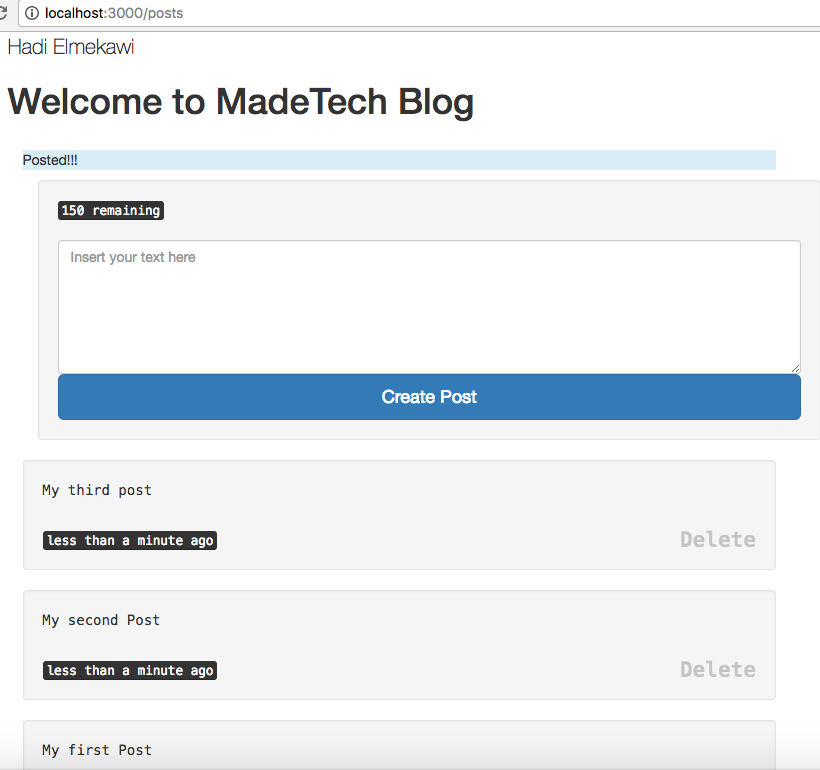 localhost:3000/posts
Hadi Elmekawi
Welcome to MadeTech Blog
Posted!!!
150 remaining
Insert your text here
Create Post
My third post
less than a minute ago Delete
My second Post
less than a minute ago Delete
My first Post